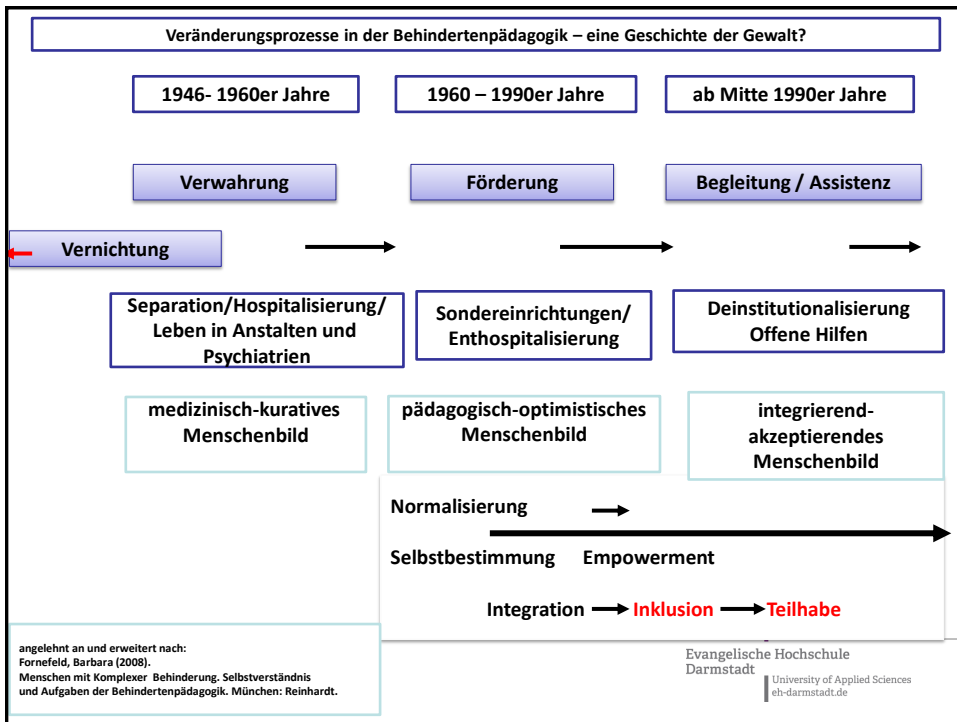 Veränderungsprozesse in der Behindertenpädagogik – eine Geschichte der Gewalt?
1946- 1960er Jahre
1960 – 1990er Jahre
ab Mitte 1990er Jahre
Verwahrung
Förderung
Begleitung / Assistenz
Vernichtung
Separation/Hospitalisierung/
Leben in Anstalten und
Psychiatrien
Sondereinrichtungen/
Enthospitalisierung
Deinstitutionalisierung
Offene Hilfen
medizinisch-kuratives
Menschenbild
pädagogisch-optimistisches
Menschenbild
integrierend-
akzeptierendes
Menschenbild
Normalisierung
Selbstbestimmung Empowerment
Integration Inklusion Teilhabe
angelehnt an und erweitert nach:
Fornefeld, Barbara (2008).
Menschen mit Komplexer Behinderung. Selbstverständnis
und Aufgaben der Behindertenpädagogik. München: Reinhardt.
Evangelische Hochschule
Darmstadt
University of Applied Sciences
eh-darmstadt.de